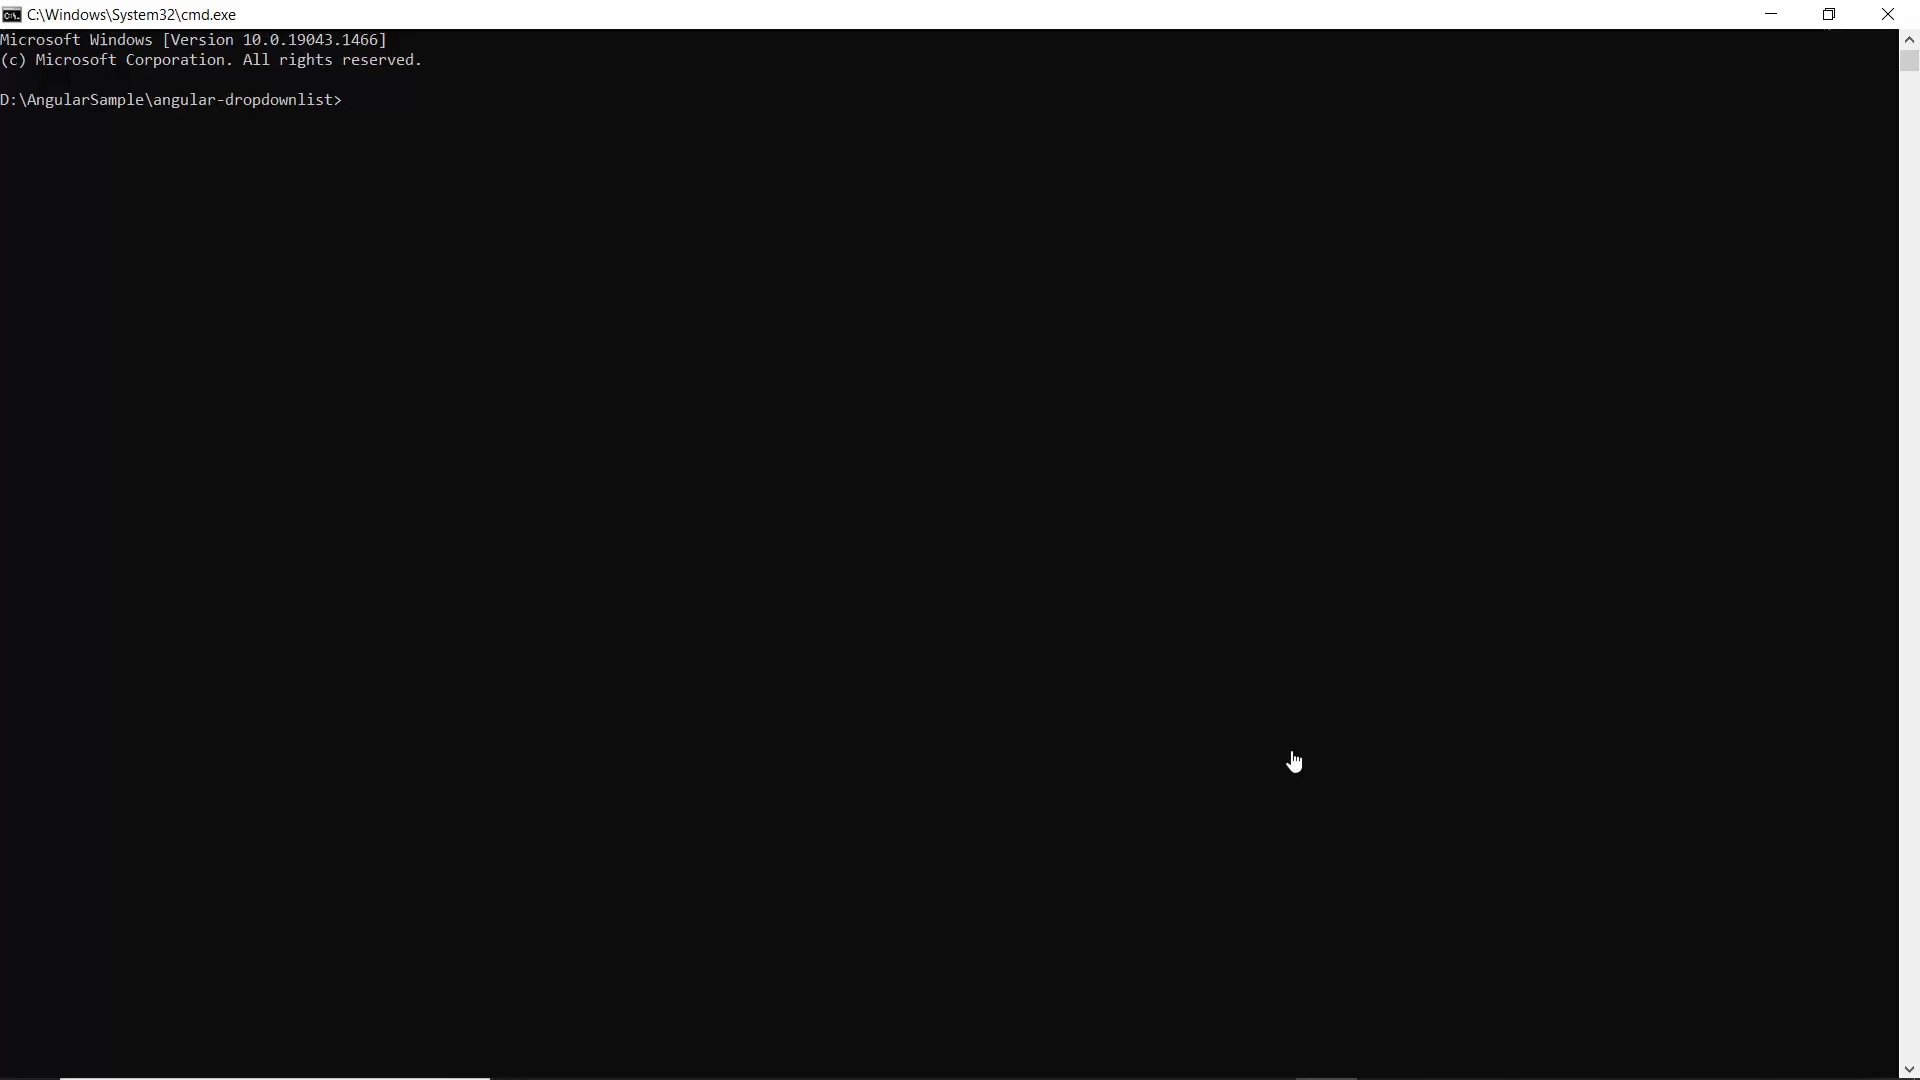 C:\Windows\System32\cmd.exe
Microsoft Windows [Version 10.0.19043.1466]
(c) Microsoft Corporation. All rights reserved.
D:\AngularSample\angular-dropdownlist>